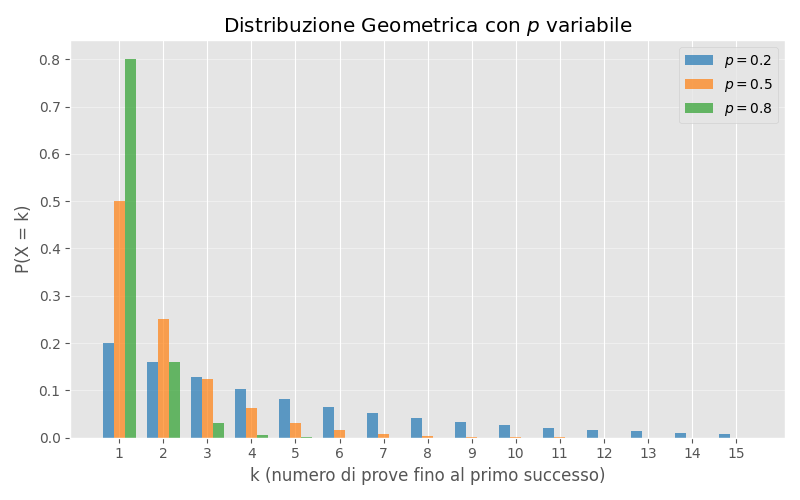 Distribuzione Geometrica con p variabile
p = 0.2
p = 0.5
p = 0.8
P(X = k)
0.8
0.7
0.6
0.5
0.4
0.3
0.2
0.1
0.0
1 2 3 4 5 6 7 8 9 10 11 12 13 14 15
k (numero di prove fino al primo successo)